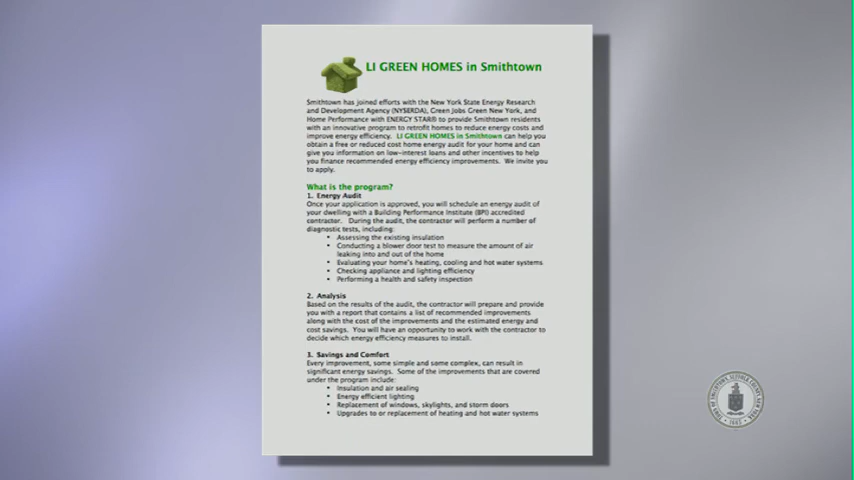 LI GREEN HOMES in Smithtown
Smithtown has joined efforts with the New York State Energy Research
and Development Agency (NYSERDA), Green Jobs Green New York, and
Home Performance with ENERGY STAR® to provide Smithtown residents
with an innovative program to retrofit homes to reduce energy costs and
improve energy efficiency. LI GREEN HOMES in Smithtown can help you
obtain a free or reduced cost home energy audit for your home and can
give you information on low-interest loans and other incentives to help
you finance recommended energy efficiency improvements. We invite you
to apply.
What is the program?
1. Energy Audit
Once your application is approved, you will schedule an energy audit of
your dwelling with a Building Performance Institute (BPI) accredited
contractor. During the audit, the contractor will perform a number of
diagnostic tests, including:
• Assessing the existing insulation
• Conducting a blower door test to measure the amount of air
leaking into and out of the home
• Evaluating your home's heating, cooling and hot water systems
• Checking appliance and lighting efficiency
• Performing a health and safety inspection
2. Analysis
Based on the results of the audit, the contractor will prepare and provide
you with a report that contains a list of recommended improvements
along with the cost of the improvements and the estimated energy and
cost savings. You will have an opportunity to work with the contractor to
decide which energy efficiency measures to install.
3. Savings and Comfort
Every improvement, some simple and some complex, can result in
significant energy savings. Some of the improvements that are covered
under the program include:
• Insulation and air sealing
• Energy efficient lighting
• Replacement of windows, skylights, and storm doors
• Upgrades to or replacement of heating and hot water systems
TOWN OF SMITHTOWN, SUFFOLK COUNTY, NEW YORK